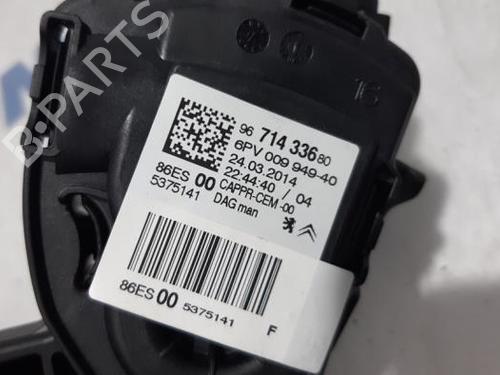 B-PARTS
16
96 714 336 80
6PV 009 949-40
24.03.2014
22:44:40 / 04
86ES 00 CAPPR-CEM-00
5375141 DAG man
86ES 00 5375141 F